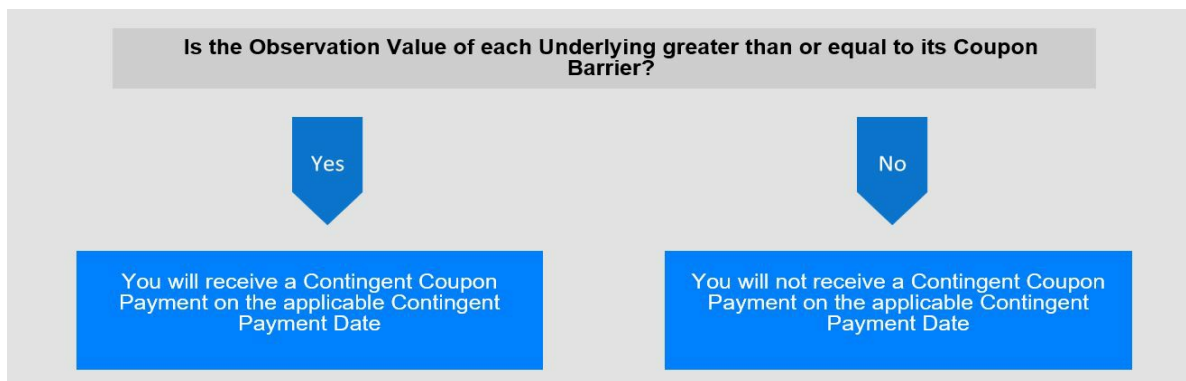 Is the Observation Value of each Underlying greater than or equal to its Coupon
Barrier?
Yes
No
You will receive a Contingent Coupon
Payment on the applicable Contingent
Payment Date
You will not receive a Contingent Coupon
Payment on the applicable Contingent
Payment Date